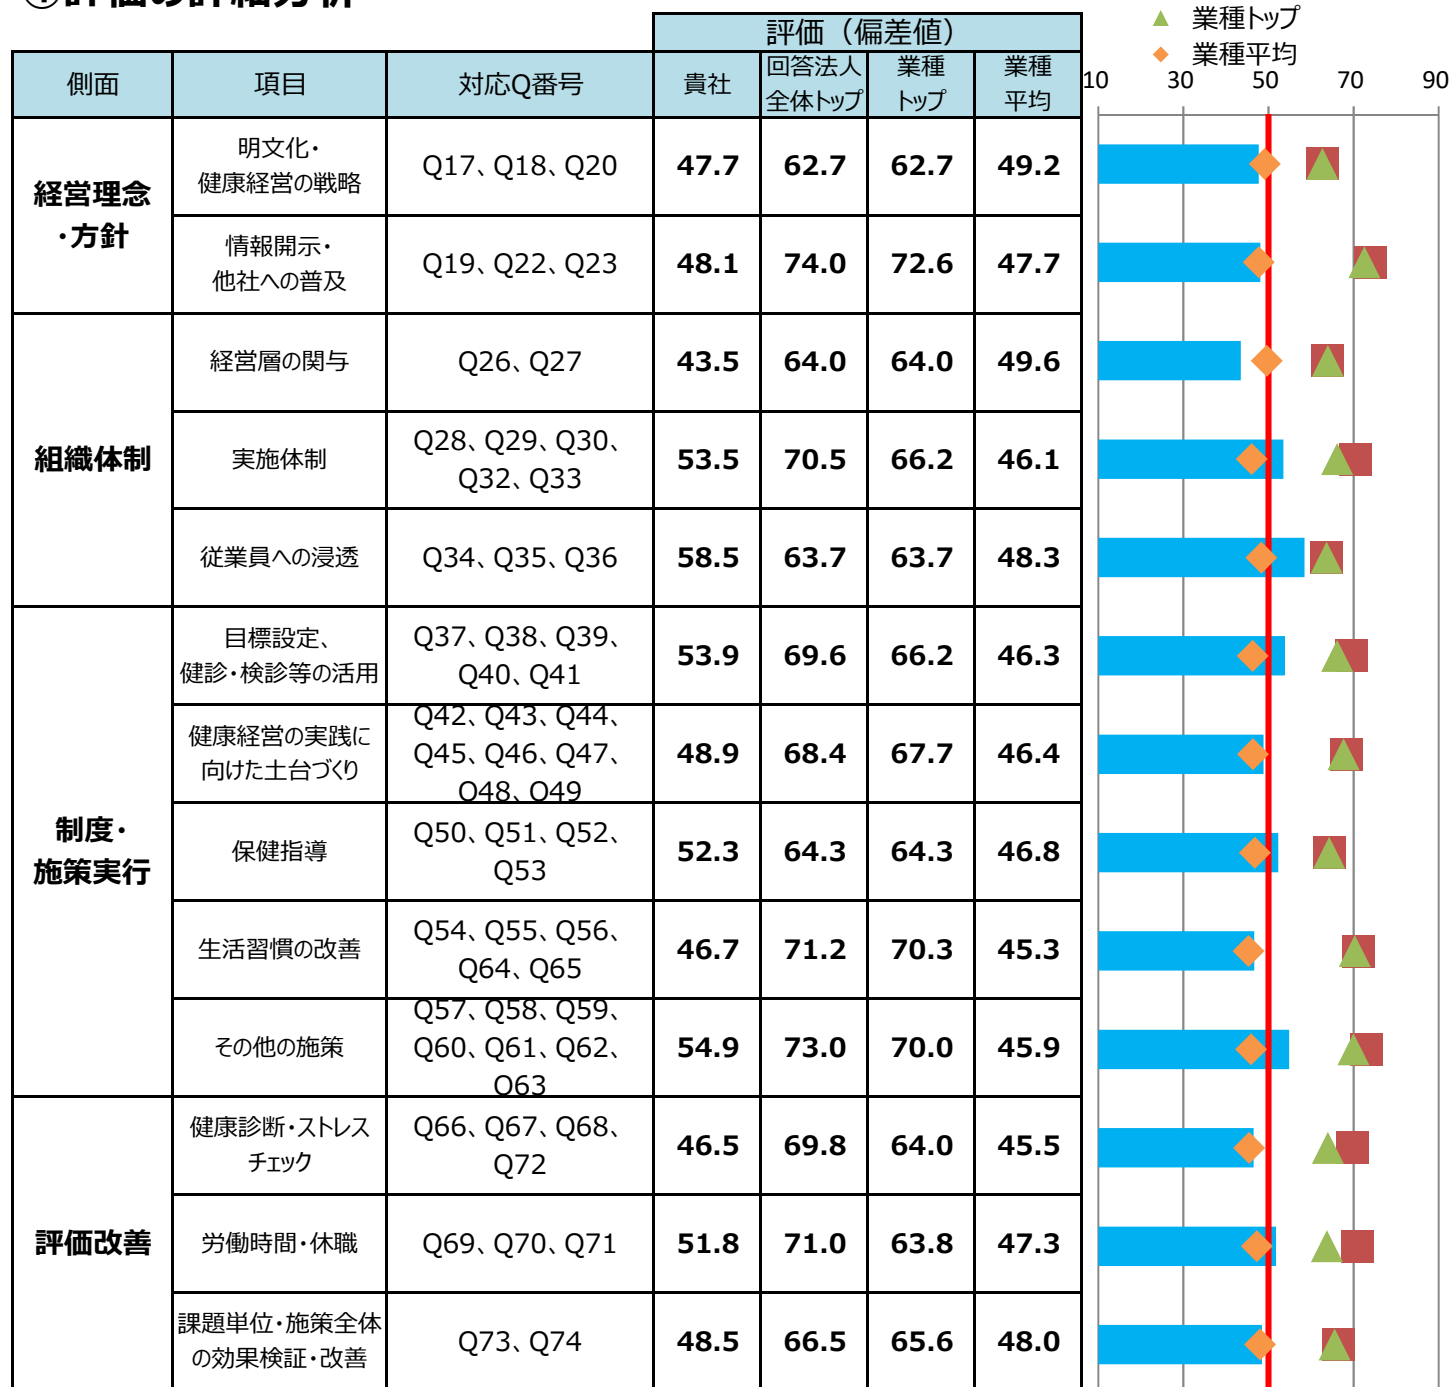 ①評価の詳細分析
▲ 業種トップ
◆ 業種平均
評価（偏差値）
側面 項目 対応Q番号 貴社 回答法人全体トップ 業種トップ 業種平均
10 30 50 70 90
経営理念
・方針
明文化・
健康経営の戦略
Q17、Q18、Q20
47.7 62.7 62.7 49.2
情報開示・
他社への普及
Q19、Q22、Q23
48.1 74.0 72.6 47.7
組織体制
経営層の関与
Q26、Q27
43.5 64.0 64.0 49.6
実施体制
Q28、Q29、Q30、
Q32、Q33
53.5 70.5 66.2 46.1
従業員への浸透
Q34、Q35、Q36
58.5 63.7 63.7 48.3
制度・
施策実行
目標設定、
健診・検診等の活用
Q37、Q38、Q39、
Q40、Q41
53.9 69.6 66.2 46.3
健康経営の実践に
向けた土台づくり
Q42、Q43、Q44、
Q45、Q46、Q47、
Q48、Q49
48.9 68.4 67.7 46.4
保健指導
Q50、Q51、Q52、
Q53
52.3 64.3 64.3 46.8
生活習慣の改善
Q54、Q55、Q56、
Q64、Q65
46.7 71.2 70.3 45.3
その他の施策
Q57、Q58、Q59、
Q60、Q61、Q62、
Q63
54.9 73.0 70.0 45.9
評価改善
健康診断・ストレス
チェック
Q66、Q67、Q68、
Q72
46.5 69.8 64.0 45.5
労働時間・休職
Q69、Q70、Q71
51.8 71.0 63.8 47.3
課題単位・施策全体
の効果検証・改善
Q73、Q74
48.5 66.5 65.6 48.0